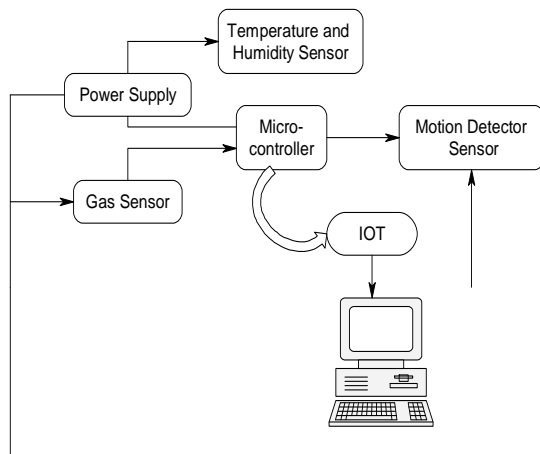 Temperature and
Humidity Sensor
Power Supply
Micro-
controller
Motion Detector
Sensor
Gas Sensor
IOT